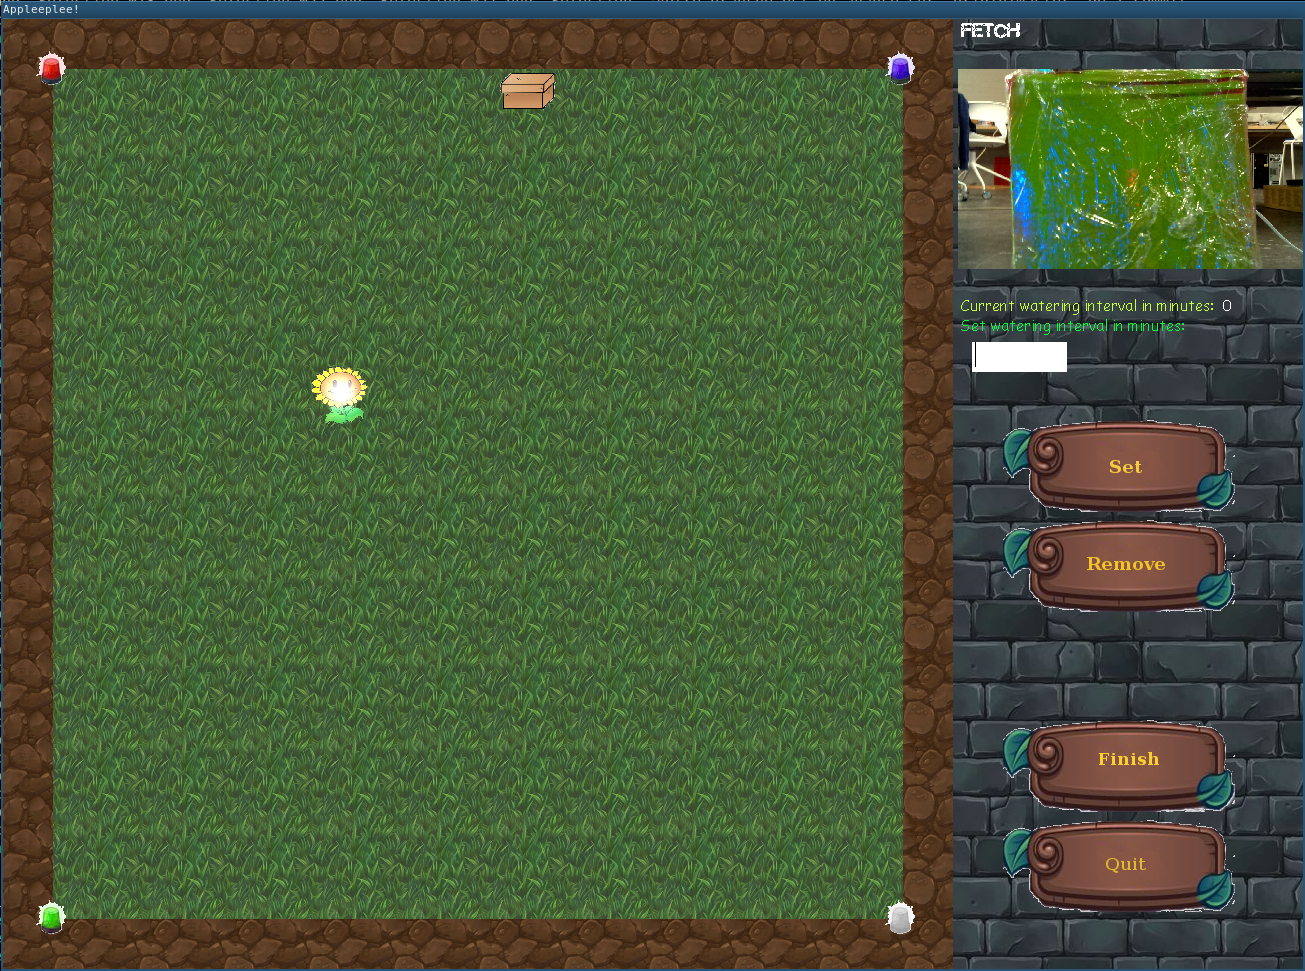 Appleeplee!
FETCH
Current watering interval in minutes: 0
Set watering interval in minutes:
Set
Remove
Finish
Quit